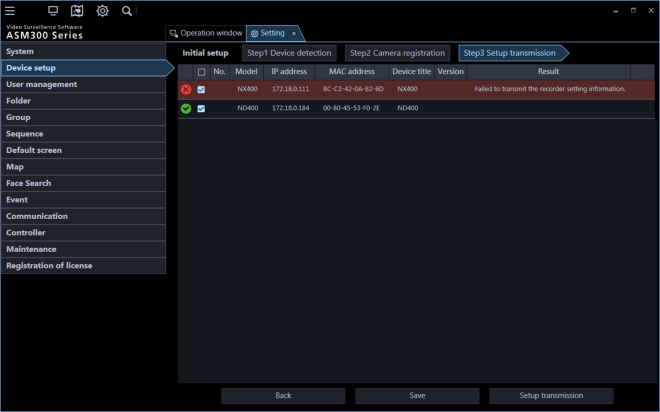 Video Surveillance Software
ASM300 Series
Operation window
Setting ×
System
Device setup
User management
Folder
Group
Sequence
Default screen
Map
Face Search
Event
Communication
Controller
Maintenance
Registration of license
Initial setup
Step1 Device detection
Step2 Camera registration
Step3 Setup transmission
No. Model IP address MAC address Device title Version Result
NX400 172.18.0.111 BC-C3-42-0A-B2-6D NX400 Failed to transmit the recorder setting information.
ND400 172.18.0.184 00-80-45-53-F0-2E ND400
Back
Save
Setup transmission